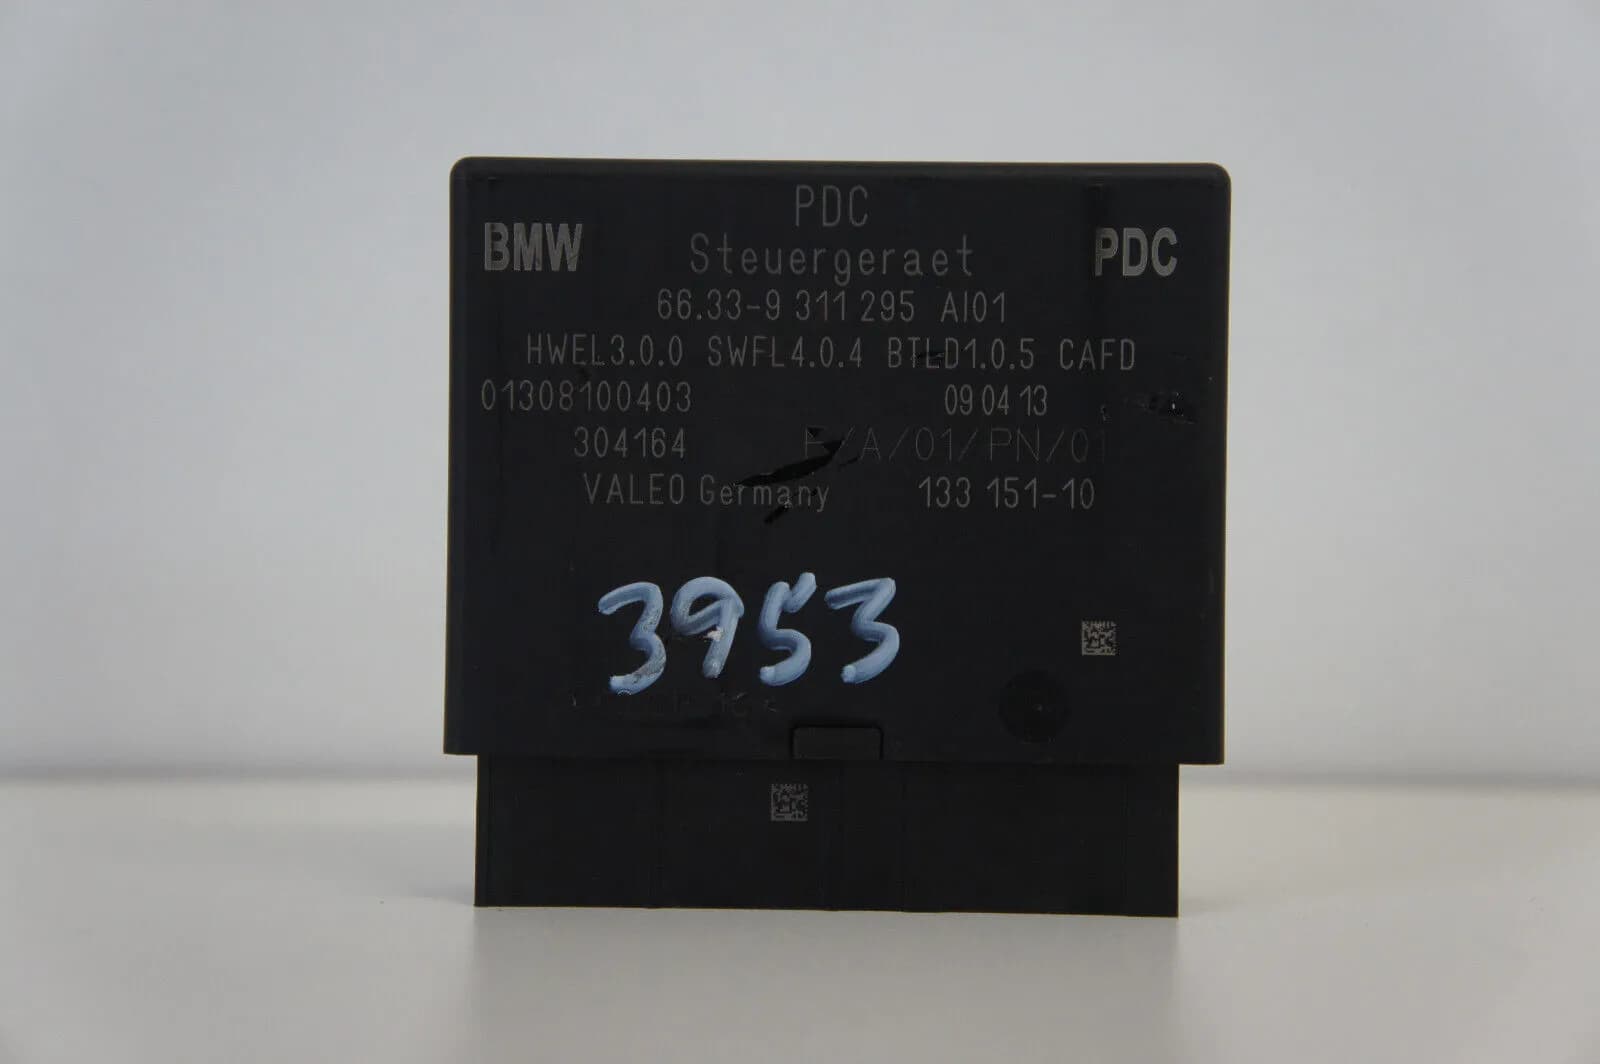 PDC
BMW Steuergeraet PDC
66.33-9 311 295 AI01
HWEL3.0.0 SWFL4.0.4 BTLD1.0.5 CAFD
01308100403 09 04 13
304164 /A/01/PN/01
VALEO Germany 133 151-10
3953